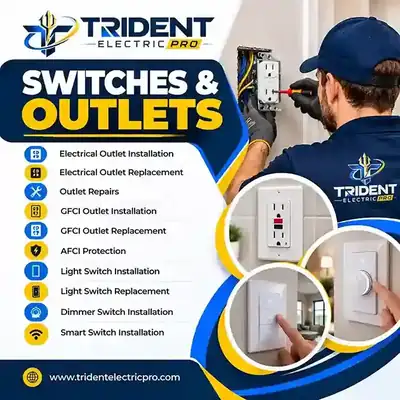 TRIDENT
ELECTRIC PRO
SWITCHES &
OUTLETS
Electrical Outlet Installation
Electrical Outlet Replacement
Outlet Repairs
GFCI Outlet Installation
GFCI Outlet Replacement
AFCI Protection
Light Switch Installation
Light Switch Replacement
Dimmer Switch Installation
Smart Switch Installation
TRIDENT
ELECTRIC PRO
www.tridentelectricpro.com